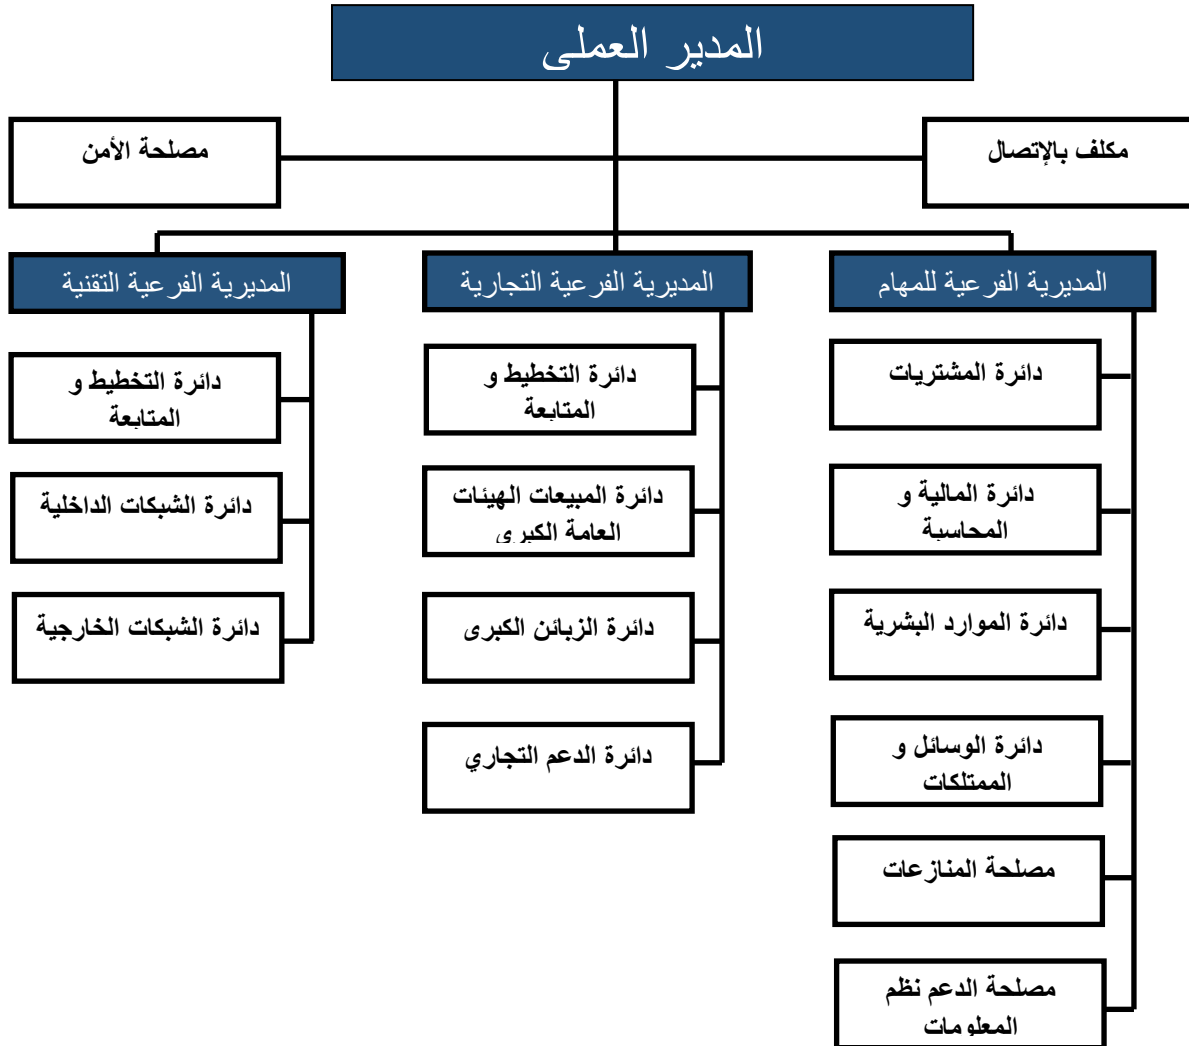 المدير العملي
مكلف بالإتصال
مصلحة الأمن
المديرية الفرعية للمهام
المديرية الفرعية التجارية
المديرية الفرعية التقنية
دائرة المشتريات
دائرة المالية و
المحاسبة
دائرة الموارد البشرية
دائرة الوسائل و
الممتلكات
مصلحة المنازعات
مصلحة الدعم نظم
المعلومات
دائرة التخطيط و
المتابعة
دائرة المبيعات الهيئات
العامة الكبرى
دائرة الزبائن الكبرى
دائرة الدعم التجاري
دائرة التخطيط و
المتابعة
دائرة الشبكات الداخلية
دائرة الشبكات الخارجية